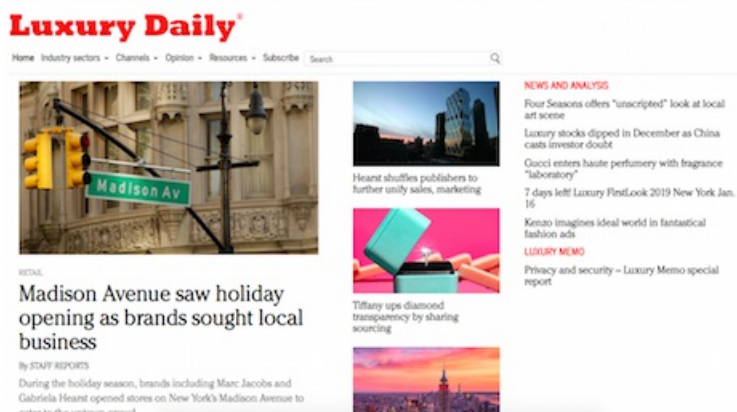 Luxury Daily®
Home Industry sectors Channels Opinion Resources Subscribe Search
Madison Av
RETAIL
Madison Avenue saw holiday
opening as brands sought local
business
By STAFF REPORTS
During the holiday season, brands including Marc Jacobs and
Gabriela Hearst opened stores on New York's Madison Avenue to
Hearst shuffles publishers to
further unify sales, marketing
Tiffany ups diamond
transparency by sharing
sourcing
NEWS AND ANALYSIS
Four Seasons offers "unscripted" look at local
art scene
Luxury stocks dipped in December as China
casts investor doubt
Gucci enters haute perfumery with fragrance
"laboratory"
7 days left! Luxury FirstLook 2019 New York Jan.
16
Kenzo imagines ideal world in fantastical
fashion ads
LUXURY MEMO
Privacy and security – Luxury Memo special
report